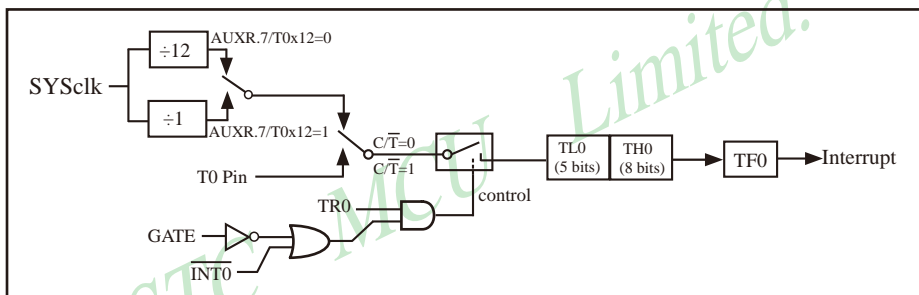 AUXR.7/T0x12=0
÷12
SYSclk
÷1
AUXR.7/T0x12=1
C/T̅=0
C/T̅=1
T0 Pin
TL0
(5 bits)
TH0
(8 bits)
TF0
Interrupt
control
TR0
GATE
I̅N̅T̅0̅
STC MCU Limited.